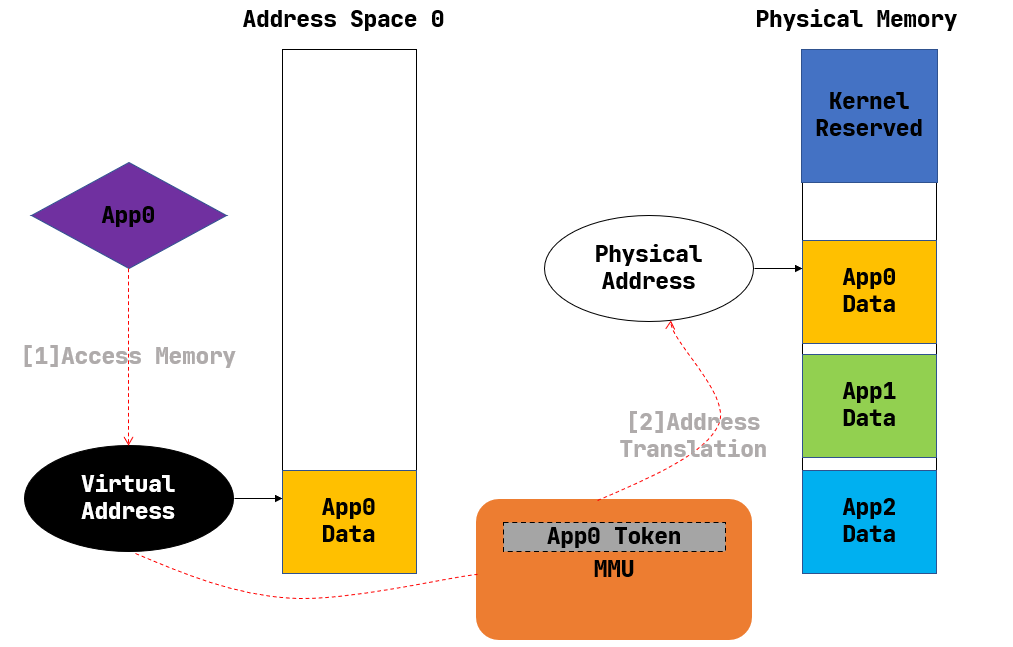 Address Space 0
Physical Memory
Kernel
Reserved
App0
Physical
Address
App0
Data
[1]Access Memory
App1
Data
[2]Address
Translation
Virtual
Address
App0
Data
App0 Token
MMU
App2
Data